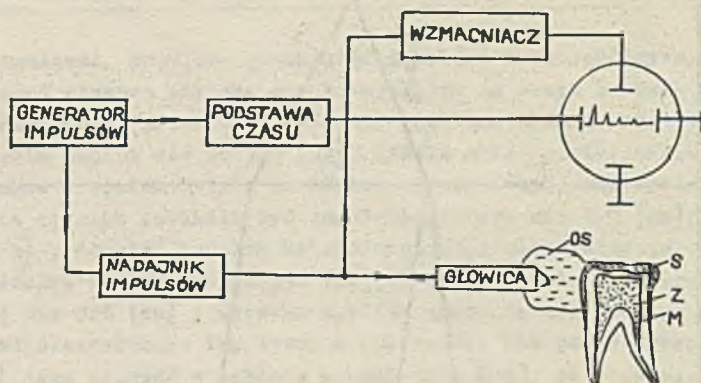 WZMACNIACZ
GENERATOR
IMPULSÓW
PODSTAWA
CZASU
NADAJNIK
IMPULSÓW
GŁOWICA
OS
S
Z
M